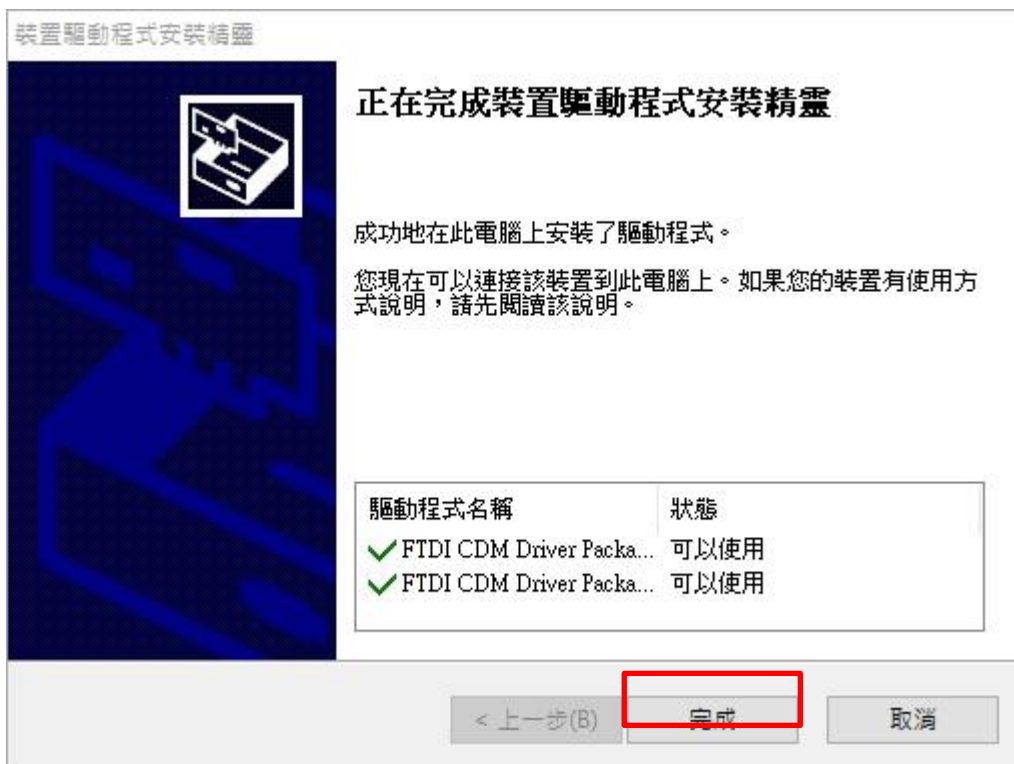 裝置驅動程式安裝精靈
正在完成裝置驅動程式安裝精靈
成功地在此電腦上安裝了驅動程式。
您現在可以連接該裝置到此電腦上。如果您的裝置有使用方
式說明，請先閱讀該說明。
驅動程式名稱 狀態
FTDI CDM Driver Packa... 可以使用
FTDI CDM Driver Packa... 可以使用
< 上一步(B) 完成 取消